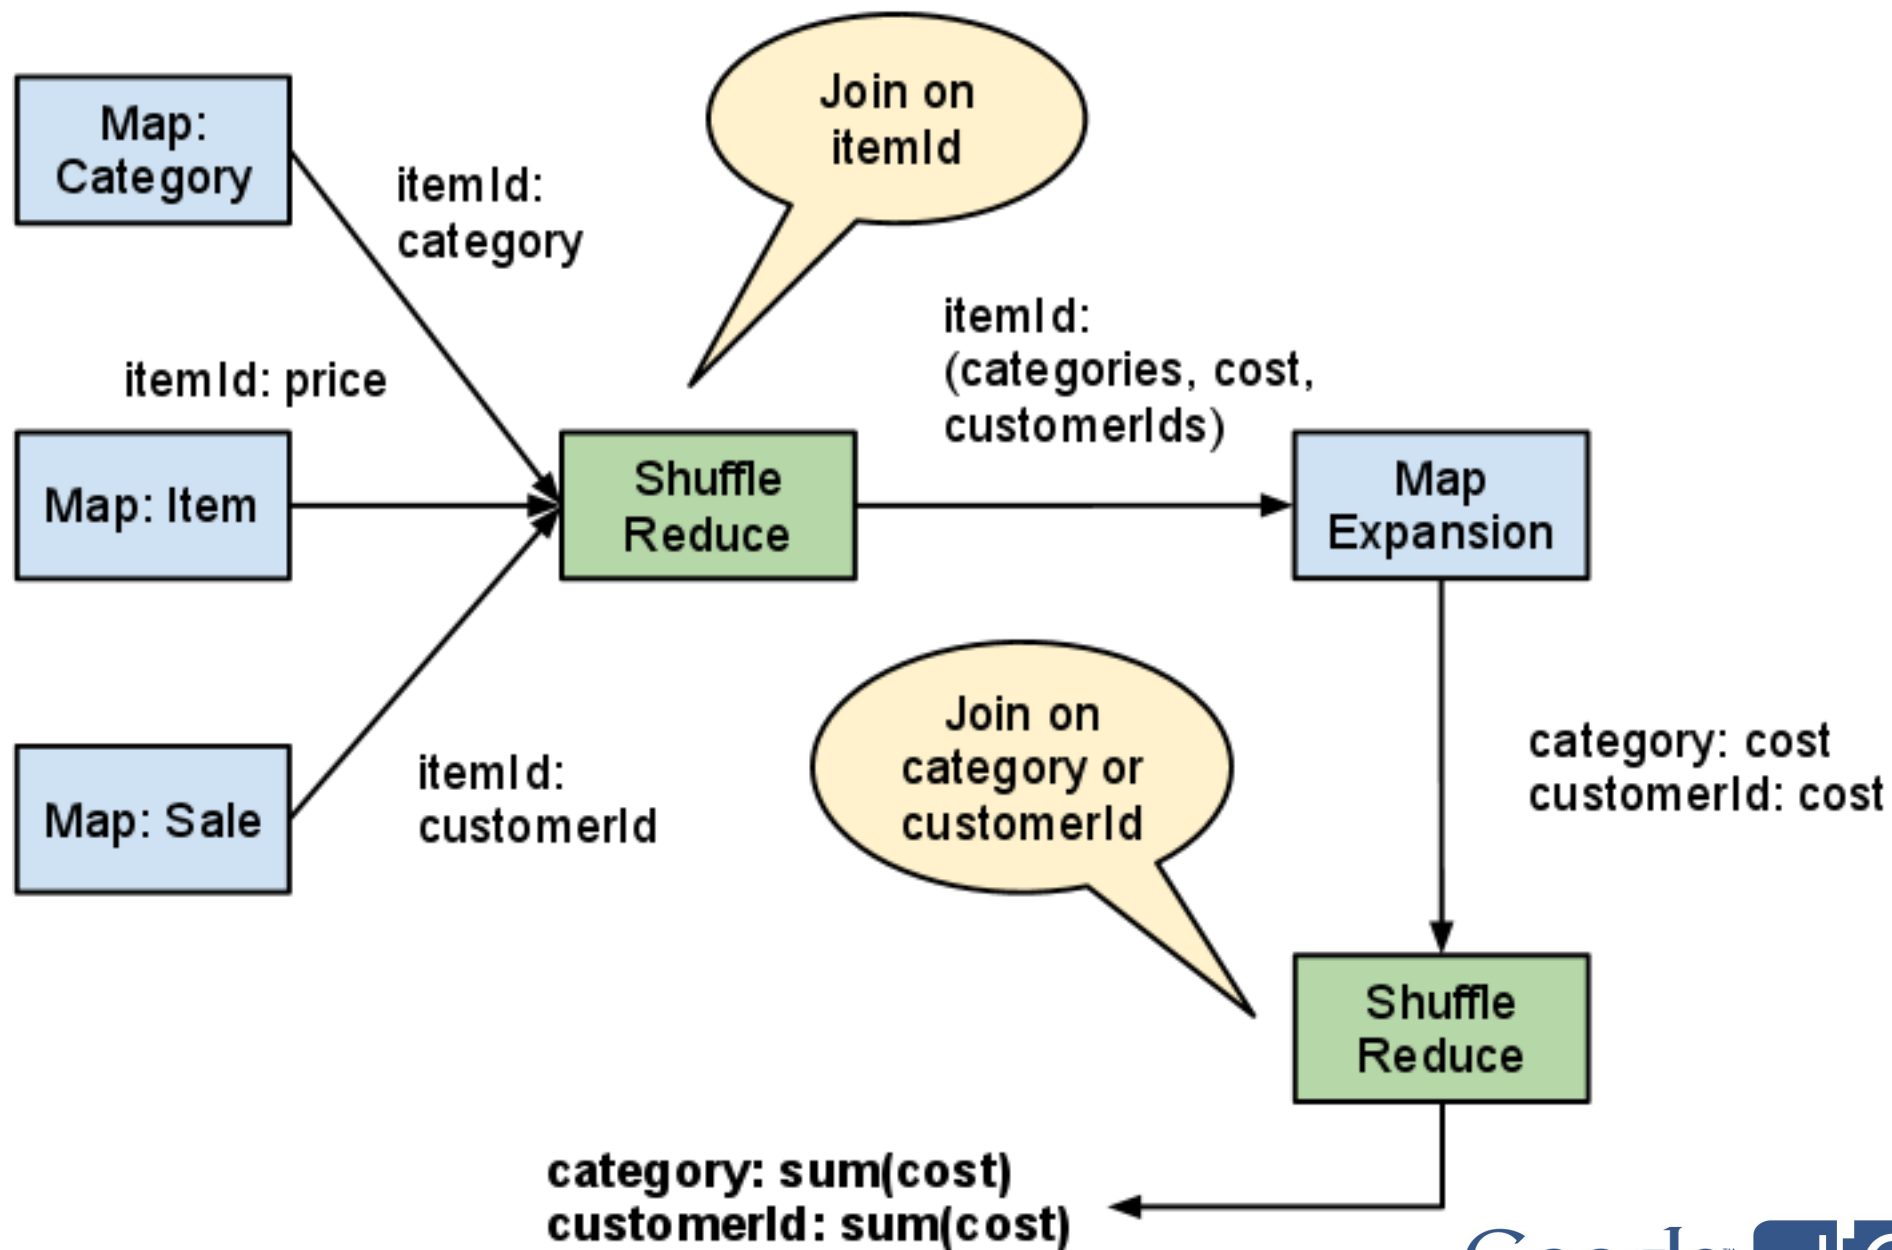 Map:
Category
itemId:
category
Join on
itemId
itemId: price
itemId:
(categories, cost,
customerIds)
Map: Item
Shuffle
Reduce
Map
Expansion
Map: Sale
itemId:
customerId
Join on
category or
customerId
category: cost
customerId: cost
Shuffle
Reduce
category: sum(cost)
customerId: sum(cost)